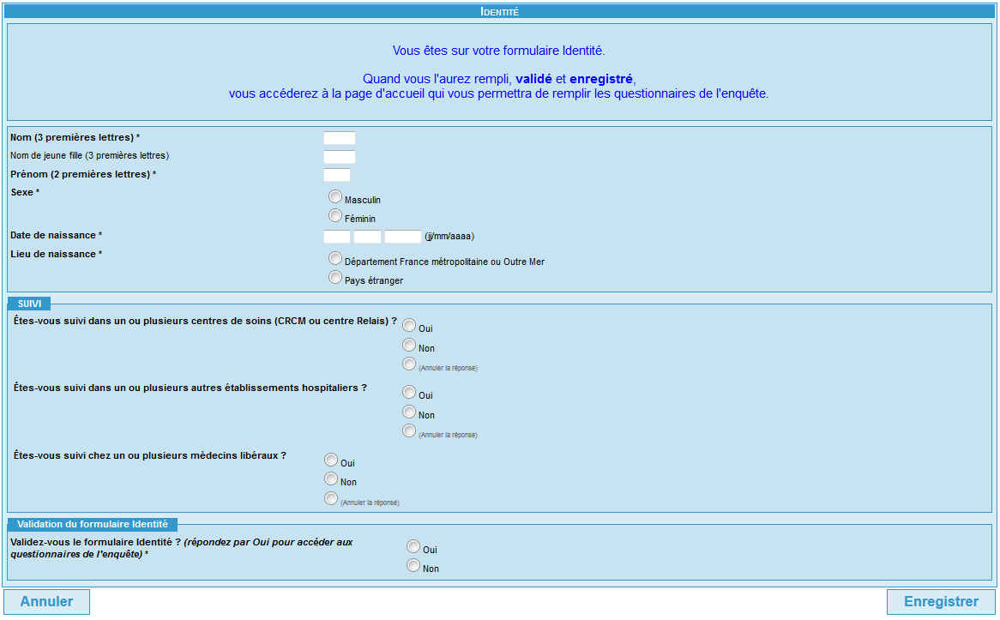 IDENTITÉ
Vous êtes sur votre formulaire Identité.
Quand vous l'aurez rempli, validé et enregistré,
vous accéderez à la page d'accueil qui vous permettra de remplir les questionnaires de l'enquête.
Nom (3 premières lettres) *
Nom de jeune fille (3 premières lettres)
Prénom (2 premières lettres) *
Sexe *
Masculin
Féminin
Date de naissance *
(jj/mm/aaaa)
Lieu de naissance *
Département France métropolitaine ou Outre Mer
Pays étranger
SUIVI
Êtes-vous suivi dans un ou plusieurs centres de soins (CRCM ou centre Relais) ?
Oui
Non
(Annuler la réponse)
Êtes-vous suivi dans un ou plusieurs autres établissements hospitaliers ?
Oui
Non
(Annuler la réponse)
Êtes-vous suivi chez un ou plusieurs médecins libéraux ?
Oui
Non
(Annuler la réponse)
Validation du formulaire Identité
Validez-vous le formulaire Identité ? (répondez par Oui pour accéder aux
questionnaires de l'enquête) *
Oui
Non
Annuler
Enregistrer